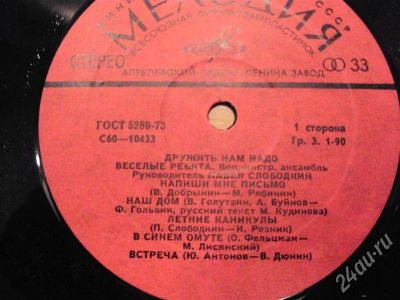 МИНИ
СССР
МЕЛОДИЯ
ВСЕСОЮЗНАЯ ФИРМА ГРАМПЛАСТИНОК
СТЕРЕО
33
АПРЕЛЕВСКИЙ ОРДЕНА ЛЕНИНА ЗАВОД
ГОСТ 5289-73
1 сторона
С60—10433
Гр. 3. 1-90
ДРУЖИТЬ НАМ НАДО
ВЕСЕЛЫЕ РЕБЯТА, Вок.-инстр. ансамбль
Руководитель ПАВЕЛ СЛОБОДКИН
НАПИШИ МНЕ ПИСЬМО
(В. Добрынин — М. Рябинин)
НАШ ДОМ (В. Голутвин, А. Буйнов—
Ф. Гольвин, русский текст М. Кудинова)
ЛЕТНИЕ КАНИКУЛЫ
(П. Слободкин — И. Резник)
В СИНЕМ ОМУТЕ (О. Фельцман—
М. Лисянский)
ВСТРЕЧА (Ю. Антонов — В. Дюнин)
24au.ru